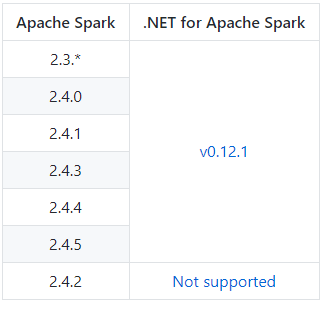 Apache Spark .NET for Apache Spark
2.3.*
2.4.0
2.4.1
v0.12.1
2.4.3
2.4.4
2.4.5
2.4.2 Not supported